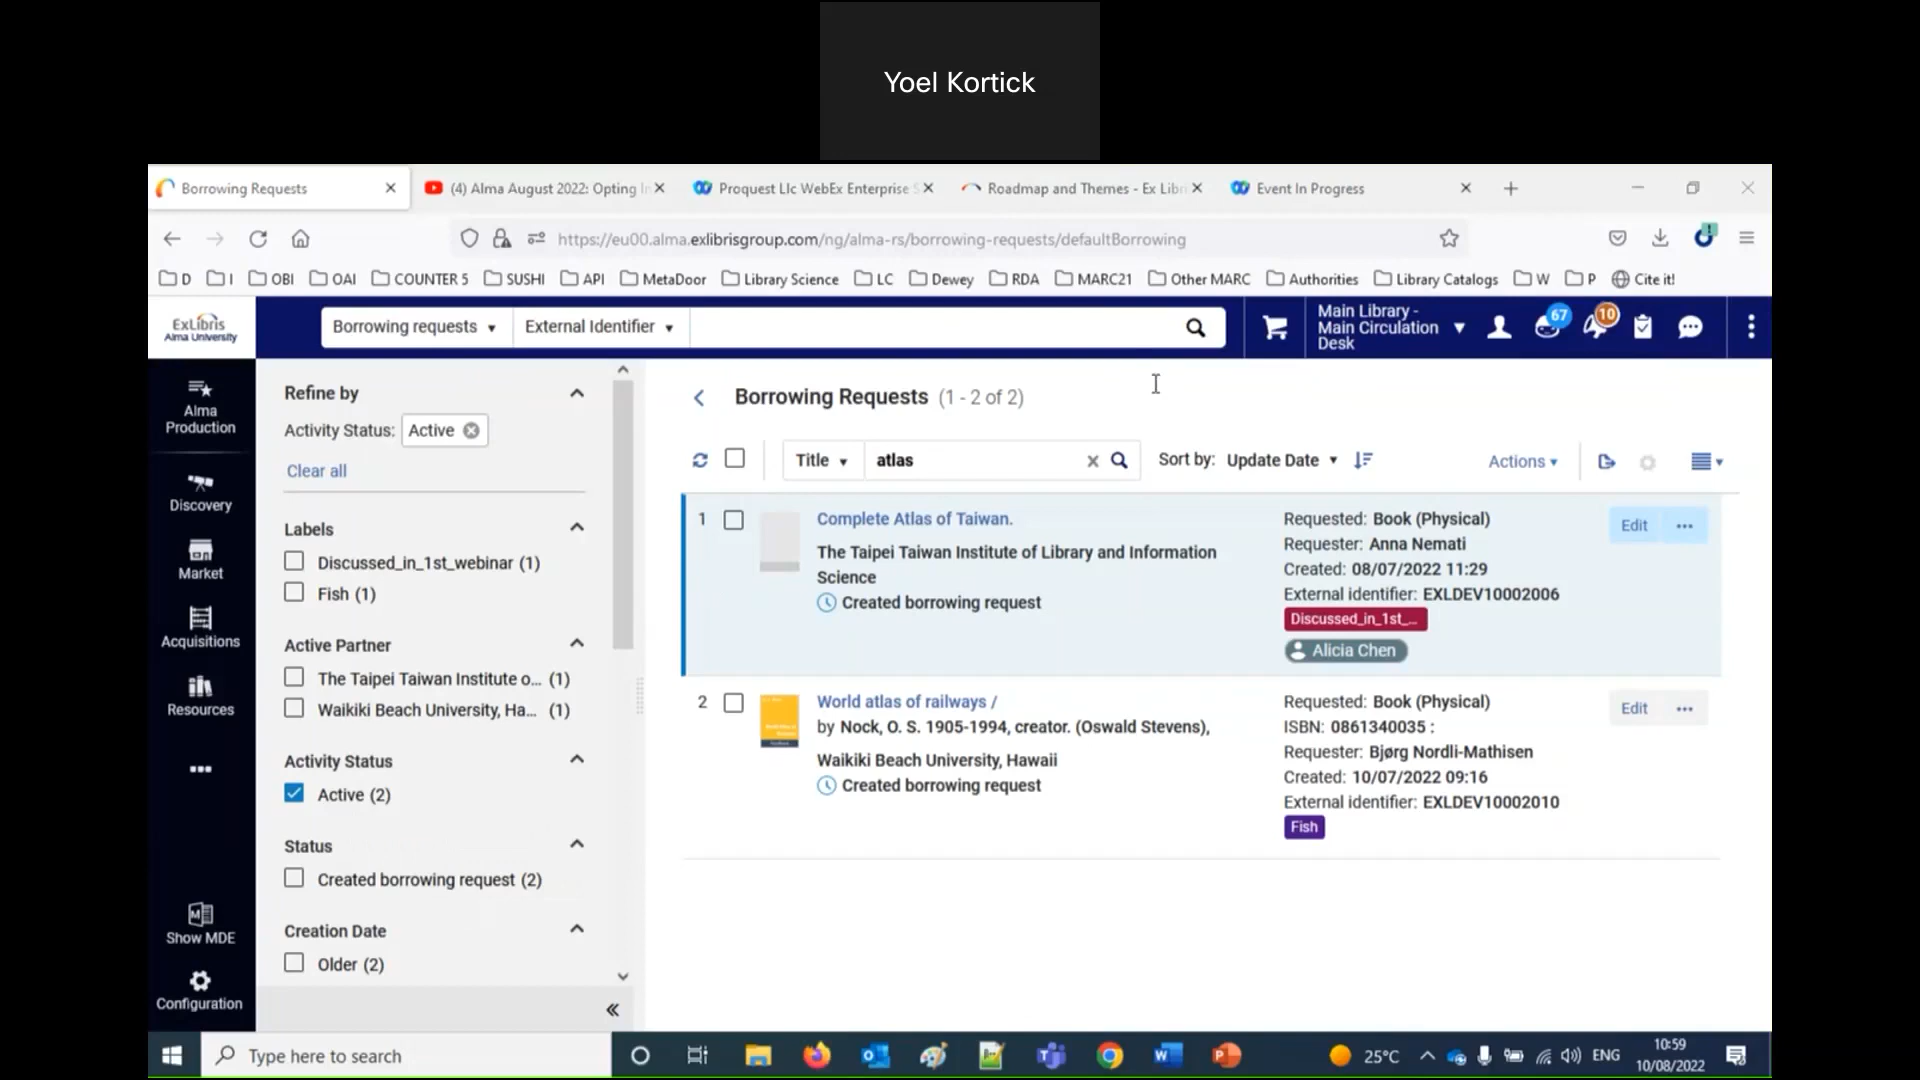 Yoel Kortick
Borrowing Requests
(4) Alma August 2022: Opting I
Proquest Llc WebEx Enterprise S
Roadmap and Themes - Ex Libr
Event In Progress
https://eu00.alma.exlibrisgroup.com/ng/alma-rs/borrowing-requests/defaultBorrowing
D I OBI OAI COUNTER 5 SUSHI API MetaDoor Library Science LC Dewey RDA MARC21 Other MARC Authorities Library Catalogs W P Cite it!
ExLibris
Alma University
Borrowing requests
External Identifier
Main Library -
Main Circulation
Desk
67
10
Alma
Production
Discovery
Market
Acquisitions
Resources
Show MDE
Configuration
Refine by
Activity Status: Active
Clear all
Labels
Discussed_in_1st_webinar (1)
Fish (1)
Active Partner
The Taipei Taiwan Institute o... (1)
Waikiki Beach University, Ha... (1)
Activity Status
Active (2)
Status
Created borrowing request (2)
Creation Date
Older (2)
Borrowing Requests (1 - 2 of 2)
Title atlas Sort by: Update Date Actions
1 Complete Atlas of Taiwan.
The Taipei Taiwan Institute of Library and Information
Science
Created borrowing request
Requested: Book (Physical)
Requester: Anna Nemati
Created: 08/07/2022 11:29
External identifier: EXLDEV10002006
Discussed_in_1st_...
Alicia Chen
Edit
2 World atlas of railways /
by Nock, O. S. 1905-1994, creator. (Oswald Stevens),
Waikiki Beach University, Hawaii
Created borrowing request
Requested: Book (Physical)
ISBN: 0861340035 :
Requester: Bjørg Nordli-Mathisen
Created: 10/07/2022 09:16
External identifier: EXLDEV10002010
Fish
Edit
Type here to search
25°C
ENG
10:59
10/08/2022